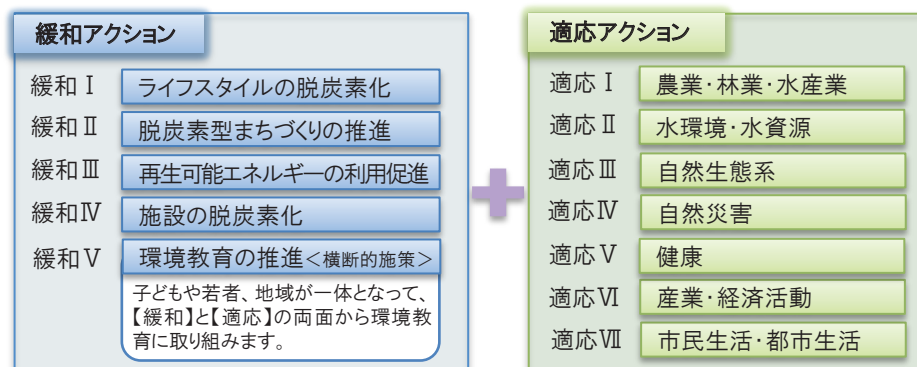 緩和アクション
緩和Ⅰ ライフスタイルの脱炭素化
緩和Ⅱ 脱炭素型まちづくりの推進
緩和Ⅲ 再生可能エネルギーの利用促進
緩和Ⅳ 施設の脱炭素化
緩和Ⅴ 環境教育の推進<横断的施策>
子どもや若者、地域が一体となって、
【緩和】と【適応】の両面から環境教
育に取り組みます。
適応アクション
適応Ⅰ 農業・林業・水産業
適応Ⅱ 水環境・水資源
適応Ⅲ 自然生態系
適応Ⅳ 自然災害
適応Ⅴ 健康
適応Ⅵ 産業・経済活動
適応Ⅶ 市民生活・都市生活